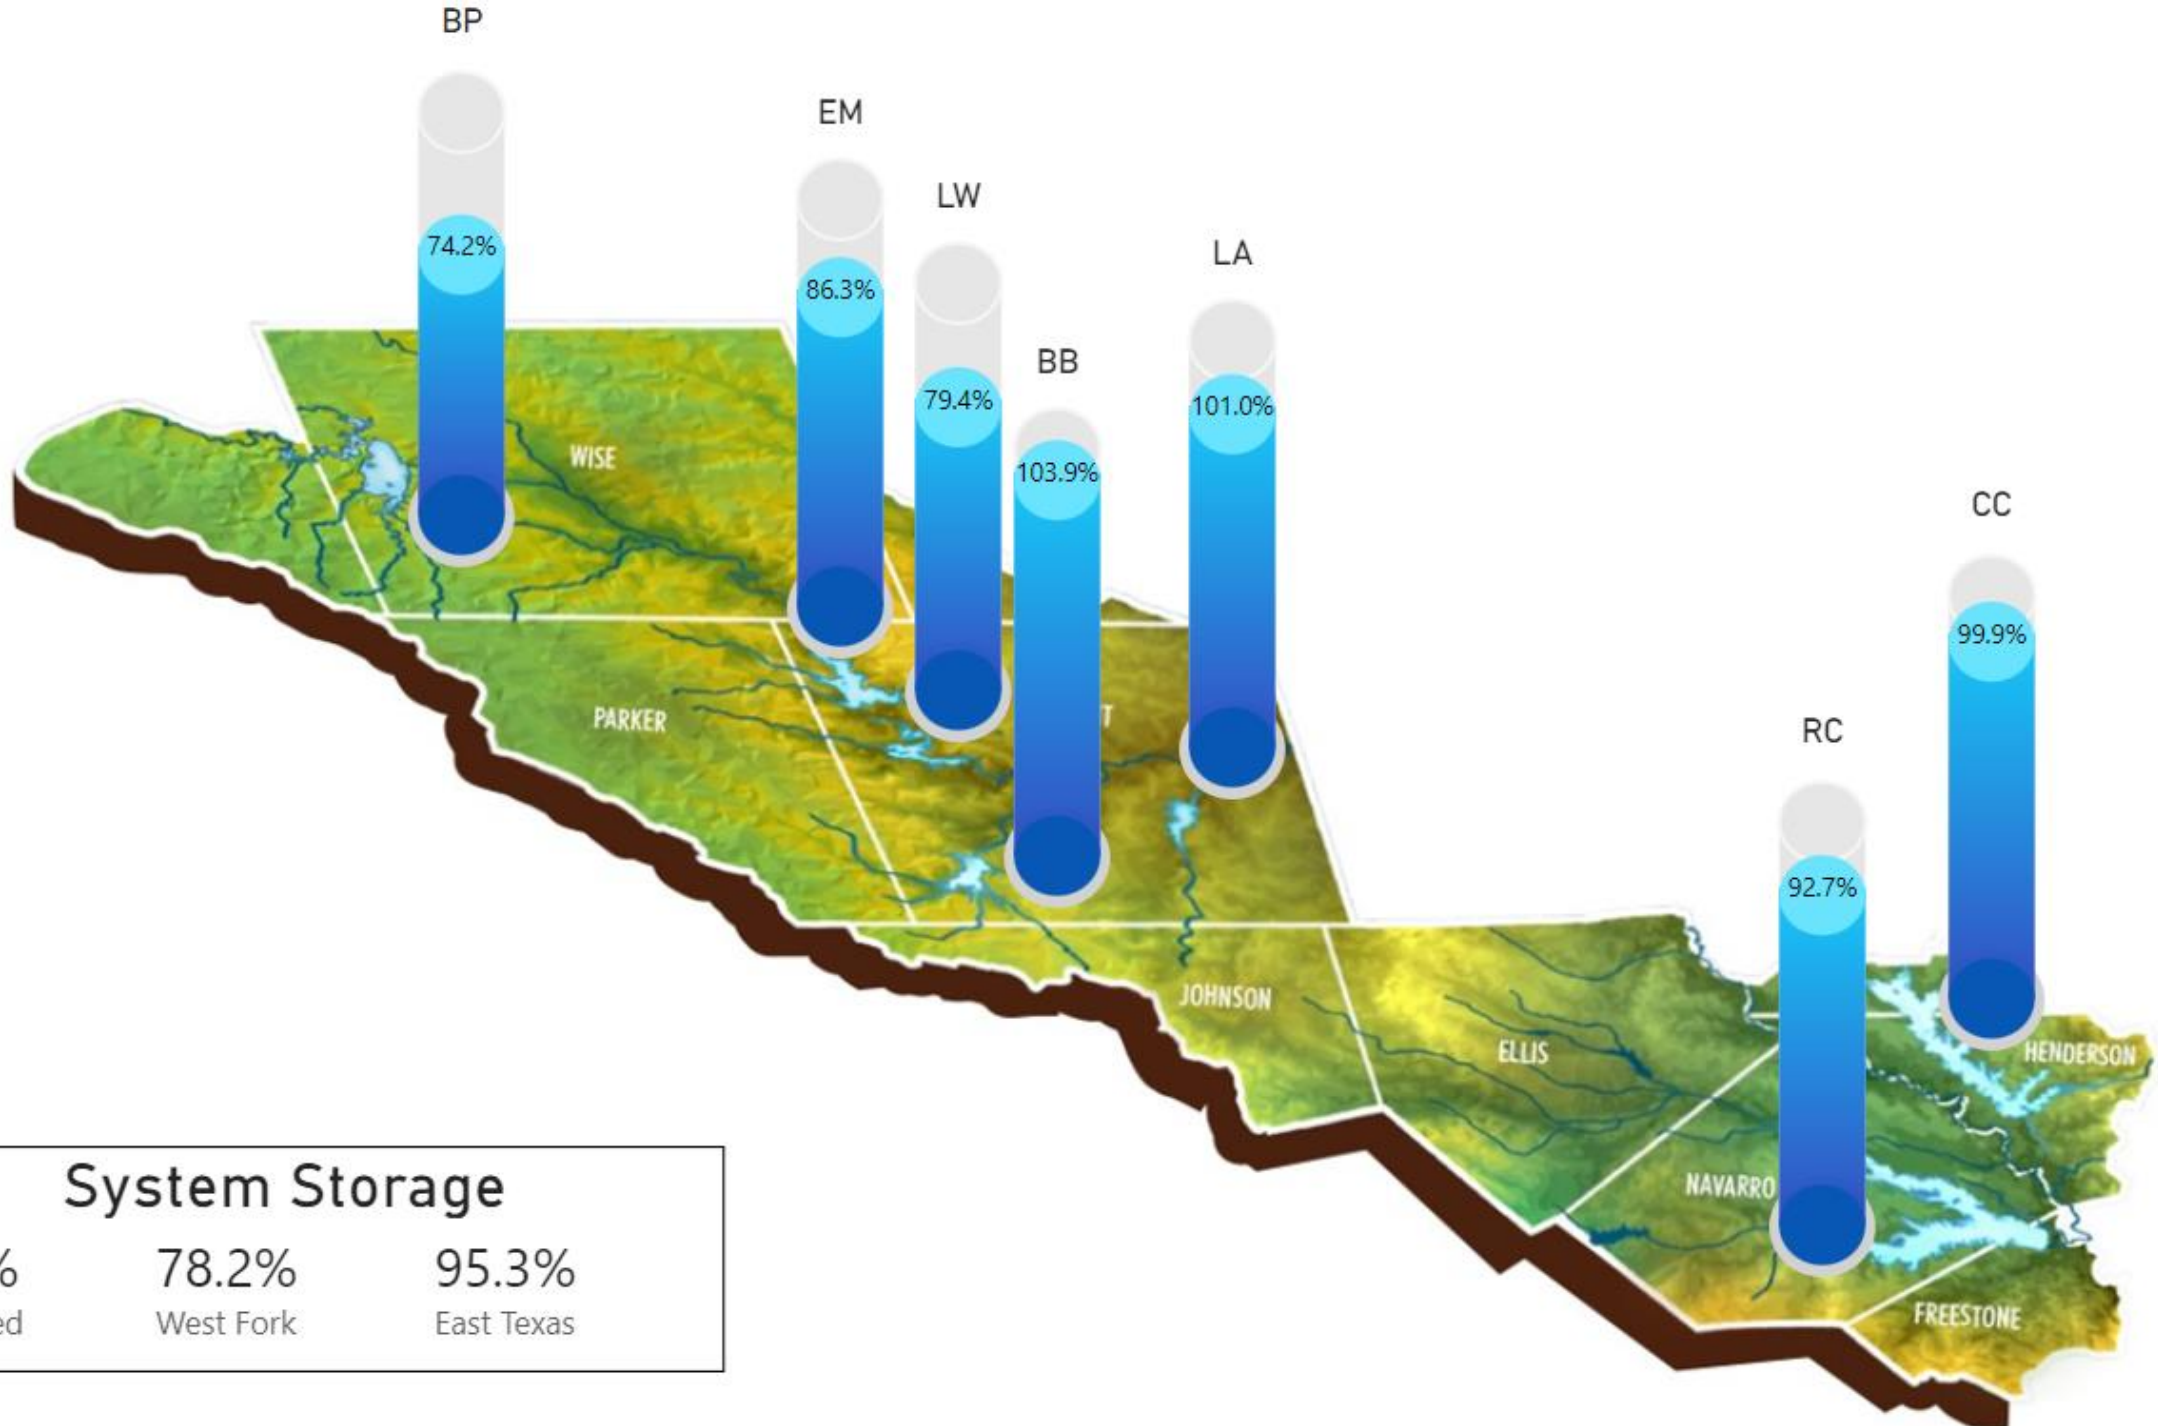 BP
EM
LW
LA
BB
CC
RC
74.2%
86.3%
79.4%
101.0%
103.9%
99.9%
92.7%
WISE
PARKER
T
JOHNSON
ELLIS
HENDERSON
NAVARRO
FREESTONE
System Storage
% 78.2% 95.3%
ed West Fork East Texas